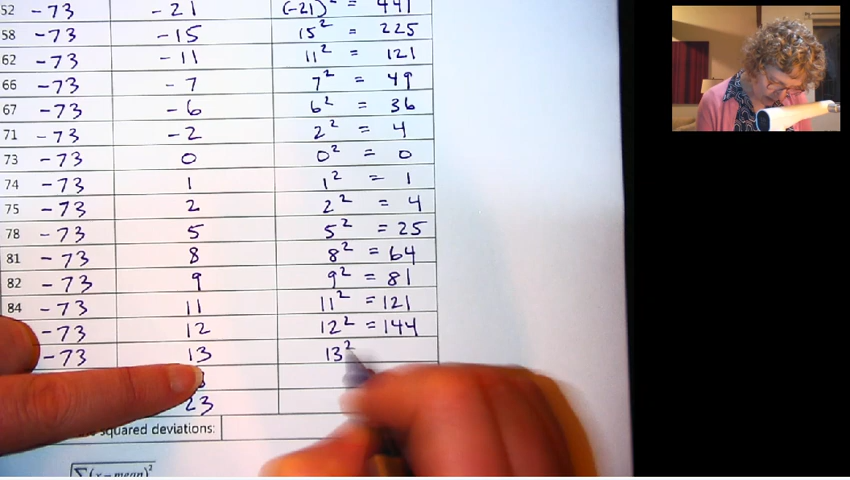 52 -73 -21 (-21)² = 441
58 -73 -15 15² = 225
62 -73 -11 11² = 121
66 -73 -7 7² = 49
67 -73 -6 6² = 36
71 -73 -2 2² = 4
73 -73 0 0² = 0
74 -73 1 1² = 1
75 -73 2 2² = 4
78 -73 5 5² = 25
81 -73 8 8² = 64
82 -73 9 9² = 81
84 -73 11 11² = 121
-73 12 12² = 144
-73 13 13²
23
squared deviations:
√∑(x-mean)²